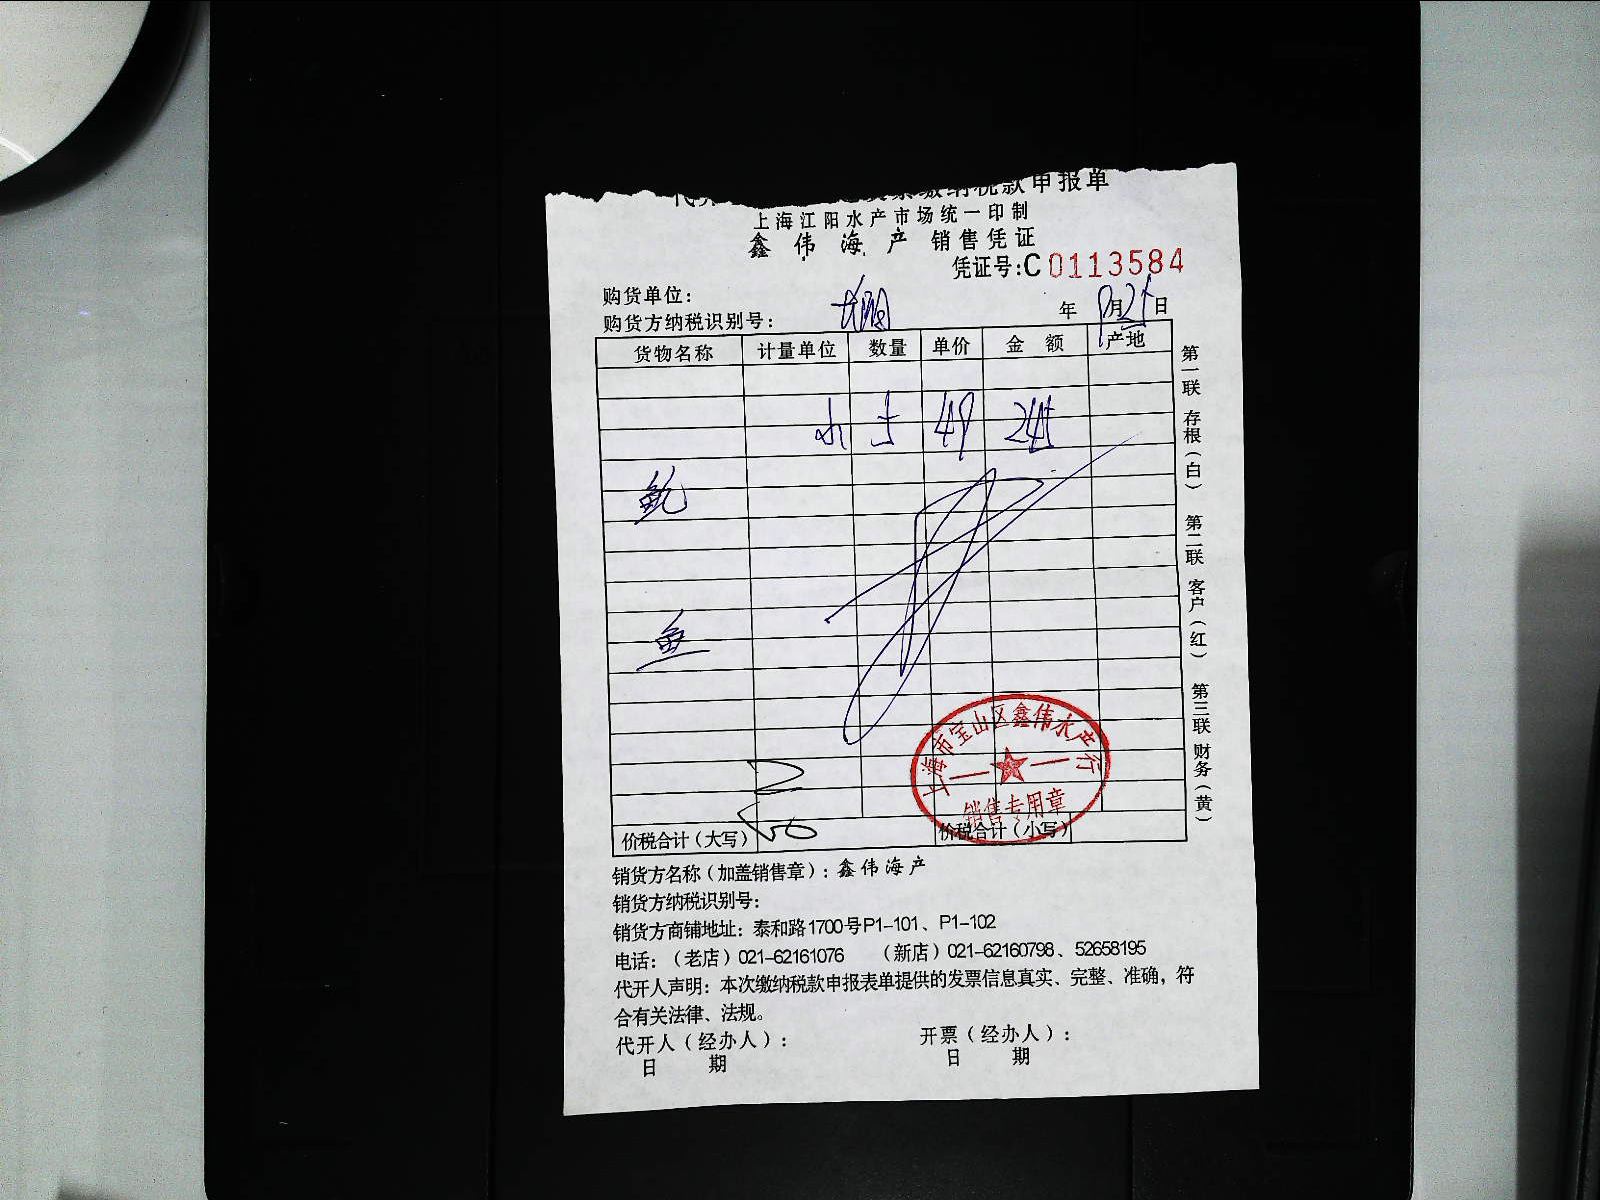 缴纳税款申报单
上海江阳水产市场统一印制
鑫伟海产 销售凭证
凭证号:C0113584
购货单位:
购货方纳税识别号:
年 9月25日
货物名称 计量单位 数量 单价 金额 产地
小 5 49 245
鲍
鱼
价税合计(大写) 价税合计(小写)
上海市宝山区鑫伟水产行
销售专用章
第一联 存根(白) 第二联 客户(红) 第三联 财务(黄)
销货方名称(加盖销售章):鑫伟海产
销货方纳税识别号:
销货方商铺地址:泰和路1700号P1-101、P1-102
电话:(老店)021-62161076 (新店)021-62160798、52658195
代开人声明:本次缴纳税款申报表单提供的发票信息真实、完整、准确,符
合有关法律、法规。
代开人(经办人): 开票(经办人):
日 期 日 期